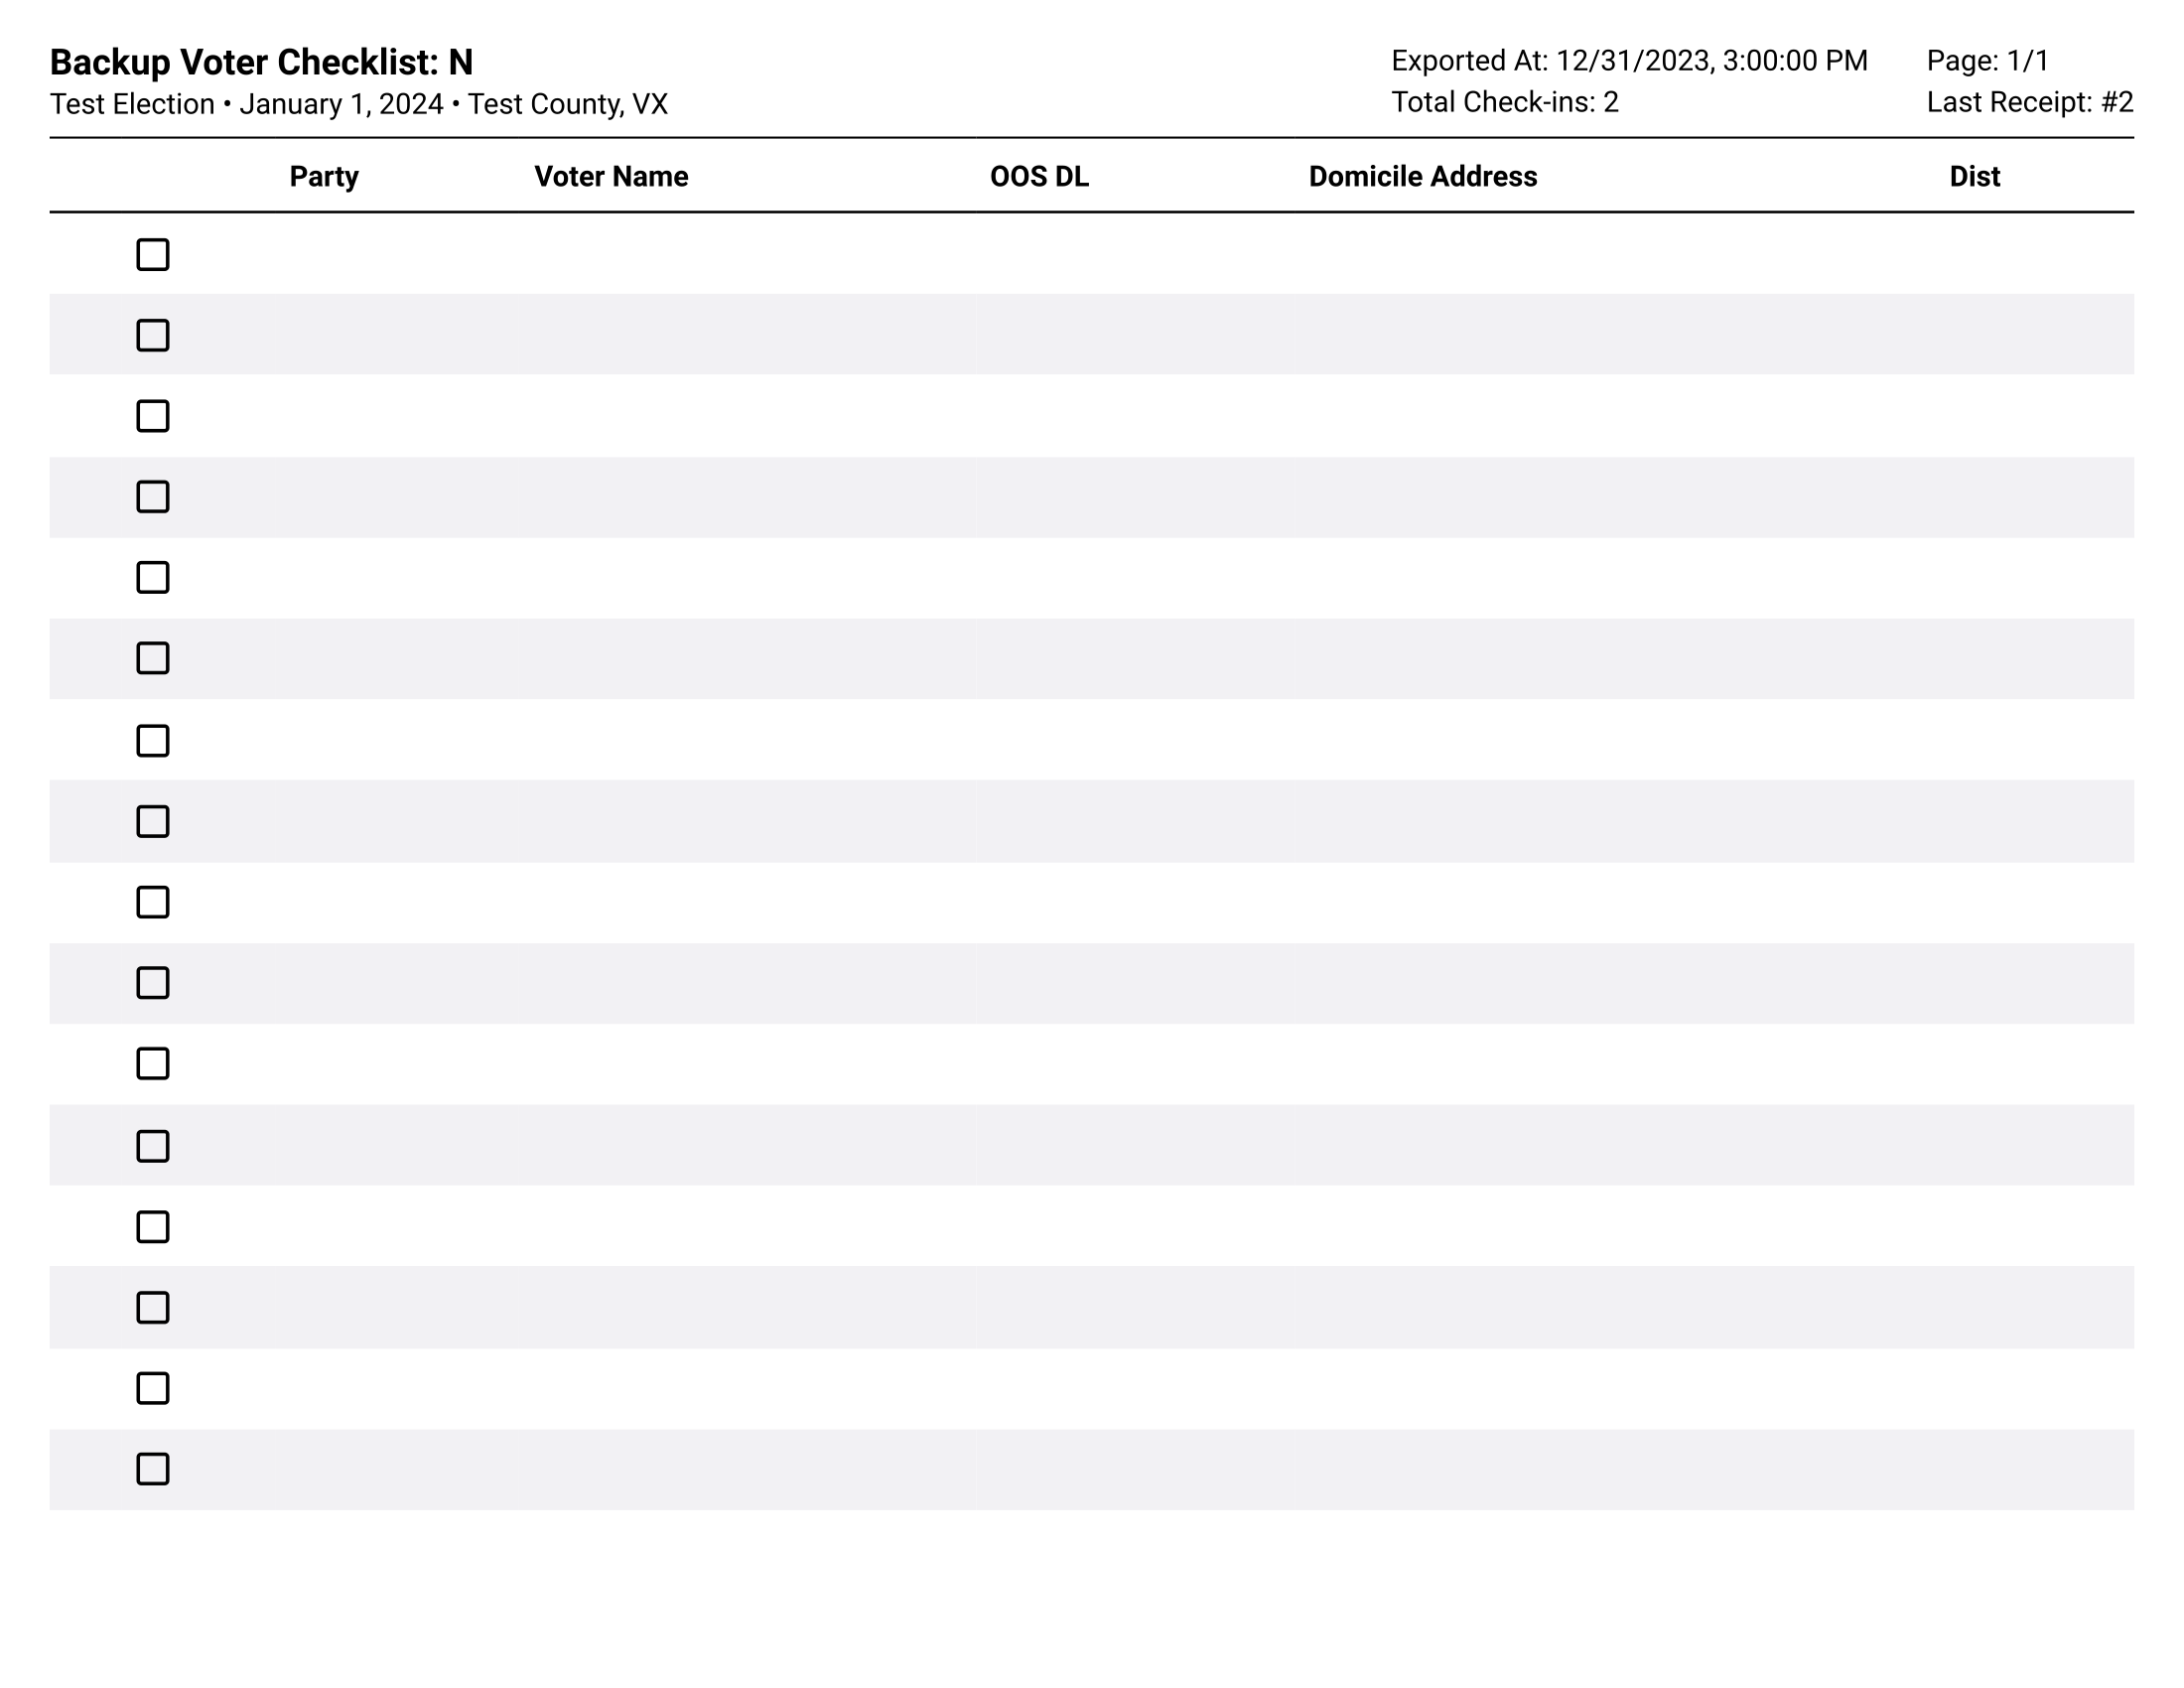 Backup Voter Checklist: N
Test Election • January 1, 2024 • Test County, VX
Exported At: 12/31/2023, 3:00:00 PM
Total Check-ins: 2
Page: 1/1
Last Receipt: #2
Party Voter Name OOS DL Domicile Address Dist